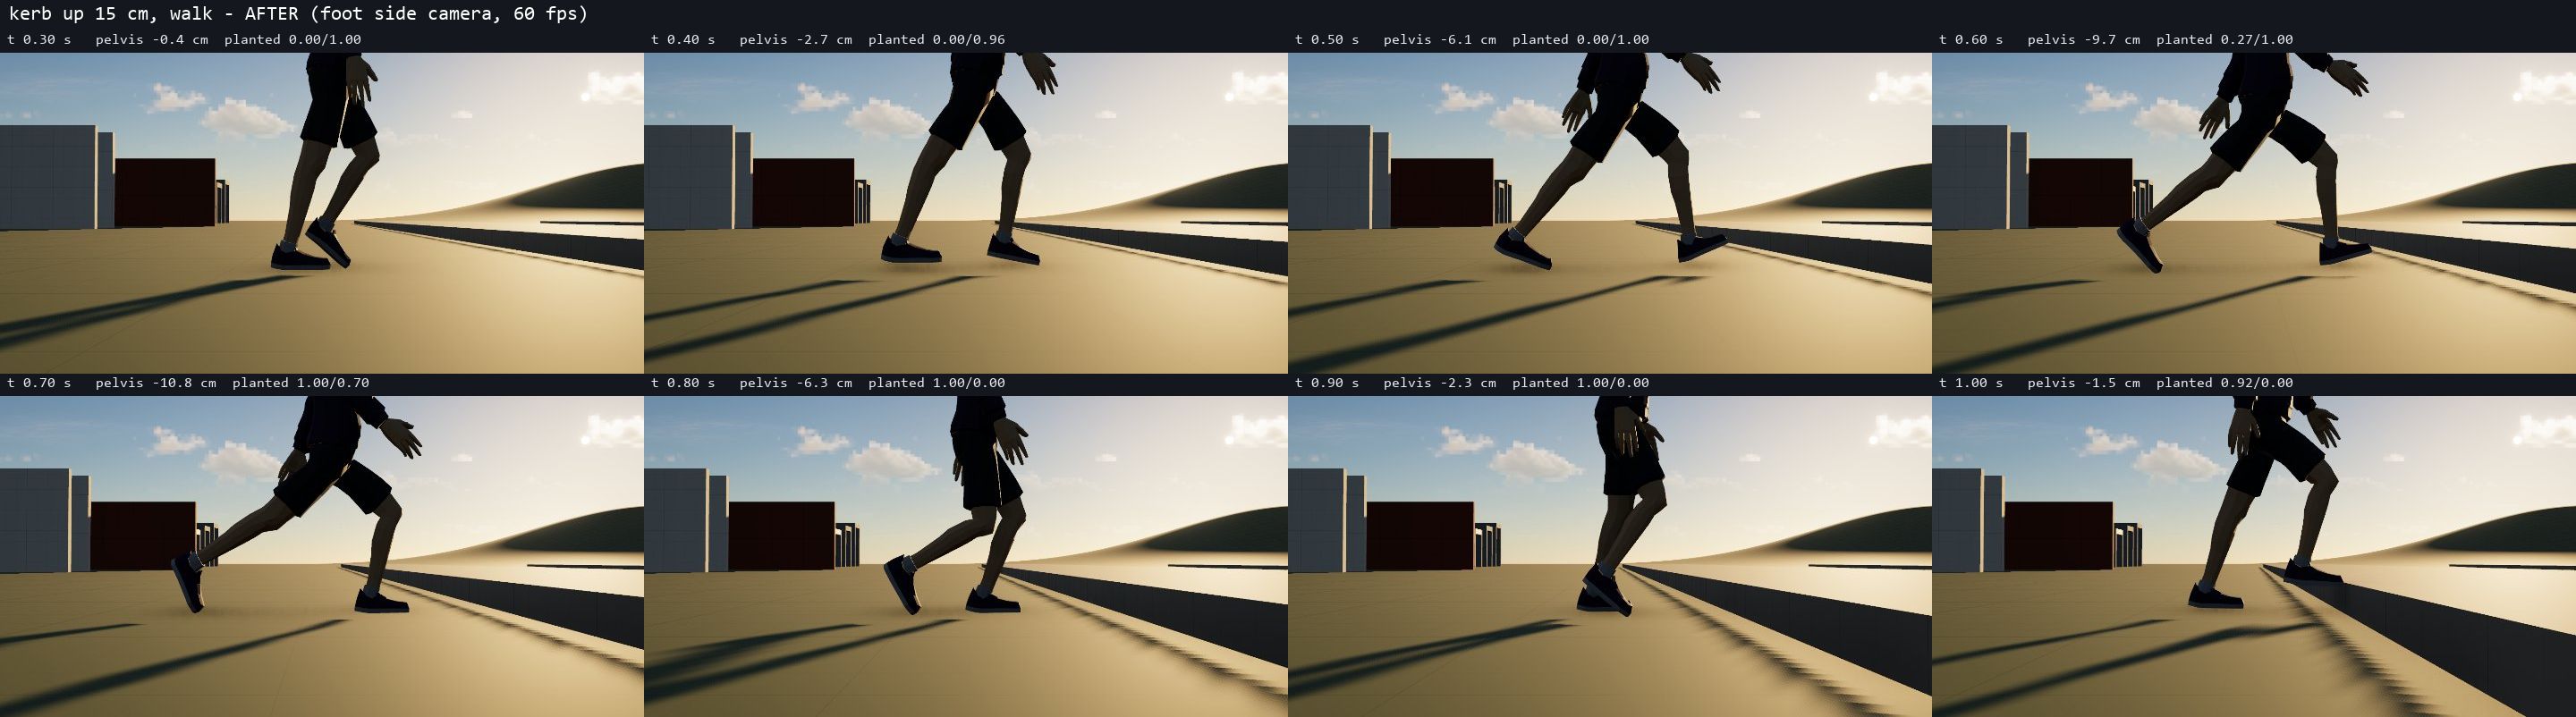 kerb up 15 cm, walk - AFTER (foot side camera, 60 fps)
t 0.30 s   pelvis -0.4 cm  planted 0.00/1.00
t 0.40 s   pelvis -2.7 cm  planted 0.00/0.96
t 0.50 s   pelvis -6.1 cm  planted 0.00/1.00
t 0.60 s   pelvis -9.7 cm  planted 0.27/1.00
t 0.70 s   pelvis -10.8 cm  planted 1.00/0.70
t 0.80 s   pelvis -6.3 cm  planted 1.00/0.00
t 0.90 s   pelvis -2.3 cm  planted 1.00/0.00
t 1.00 s   pelvis -1.5 cm  planted 0.92/0.00